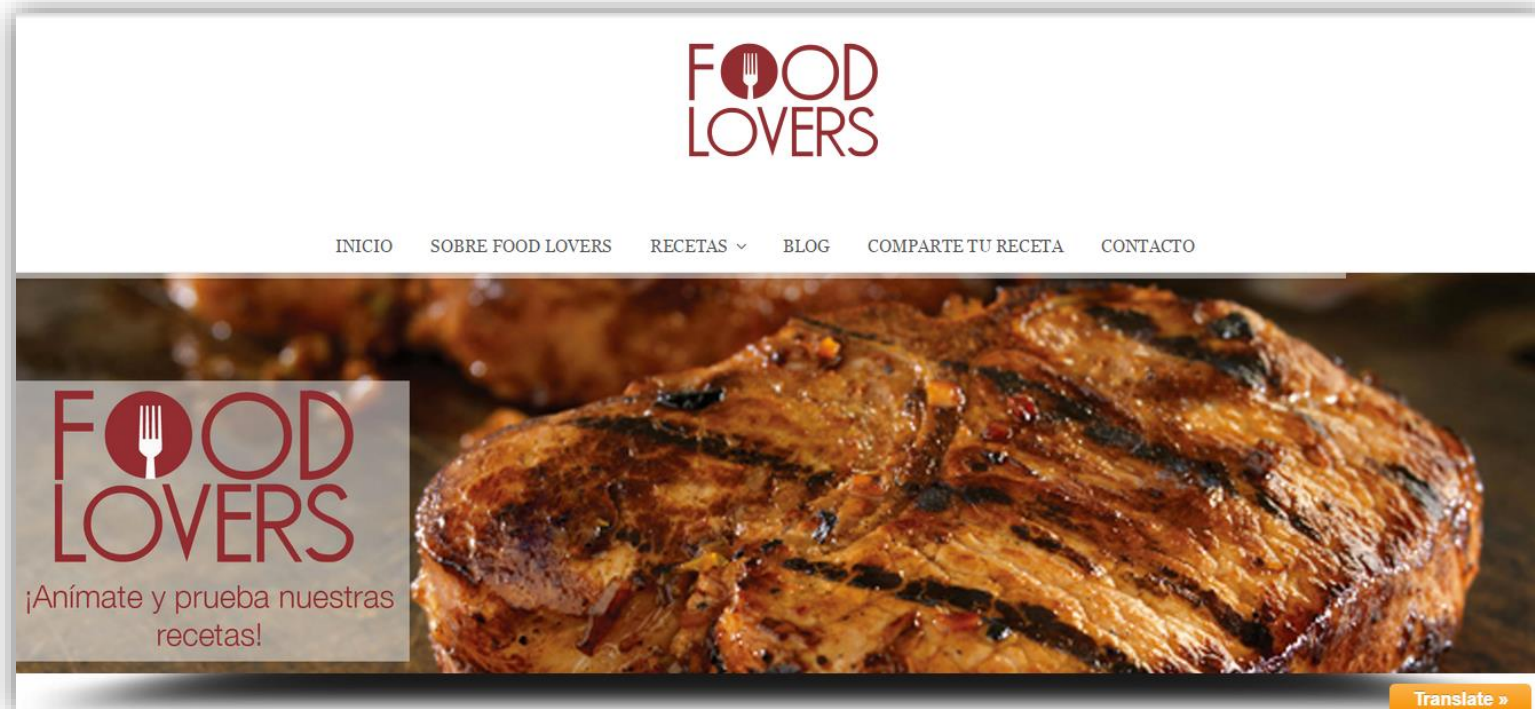 FOOD
LOVERS
INICIO SOBRE FOOD LOVERS RECETAS BLOG COMPARTE TU RECETA CONTACTO
FOOD
LOVERS
¡Anímate y prueba nuestras
recetas!
Translate »